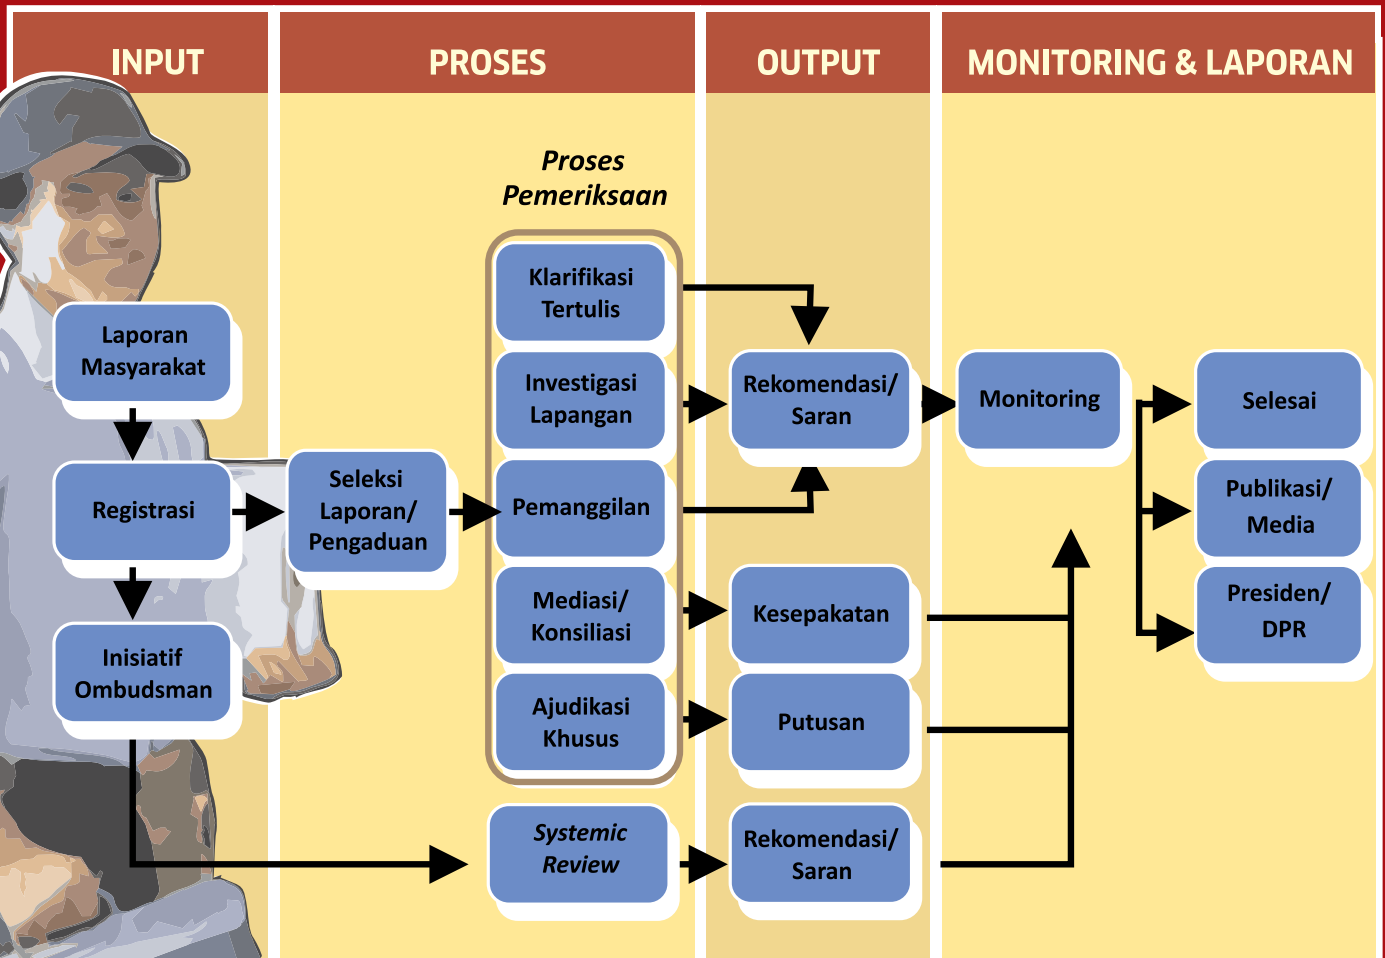 INPUT
PROSES
OUTPUT
MONITORING & LAPORAN
Proses
Pemeriksaan
Laporan
Masyarakat
Registrasi
Inisiatif
Ombudsman
Seleksi
Laporan/
Pengaduan
Klarifikasi
Tertulis
Investigasi
Lapangan
Pemanggilan
Mediasi/
Konsiliasi
Ajudikasi
Khusus
Systemic
Review
Rekomendasi/
Saran
Kesepakatan
Putusan
Rekomendasi/
Saran
Monitoring
Selesai
Publikasi/
Media
Presiden/
DPR